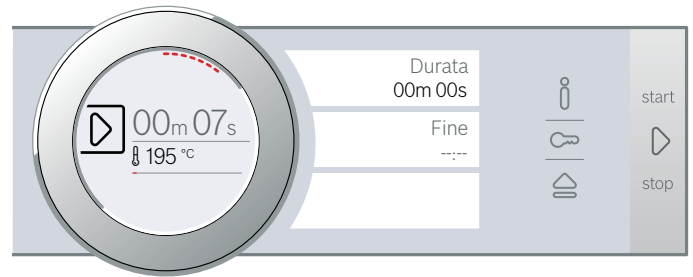 00m 07s
195 °C
Durata
00m 00s
Fine
--:--
start
stop